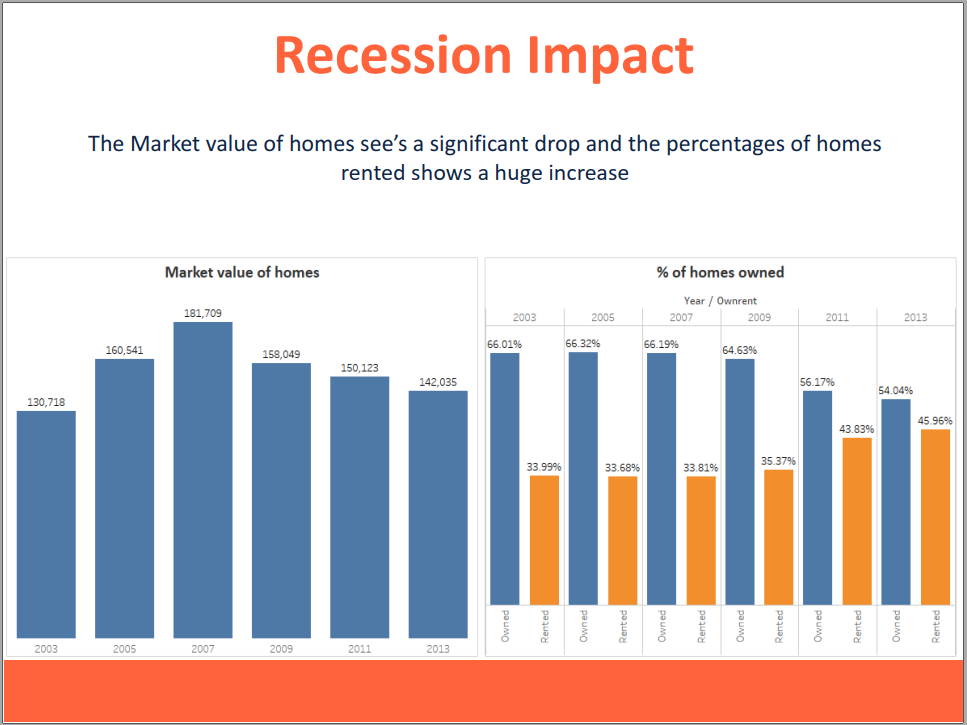 Recession Impact
The Market value of homes see’s a significant drop and the percentages of homes
rented shows a huge increase
Market value of homes
130,718
160,541
181,709
158,049
150,123
142,035
2003
2005
2007
2009
2011
2013
% of homes owned
Year / Ownrent
2003
2005
2007
2009
2011
2013
66.01%
33.99%
66.32%
33.68%
66.19%
33.81%
64.63%
35.37%
56.17%
43.83%
54.04%
45.96%
Owned
Rented
Owned
Rented
Owned
Rented
Owned
Rented
Owned
Rented
Owned
Rented